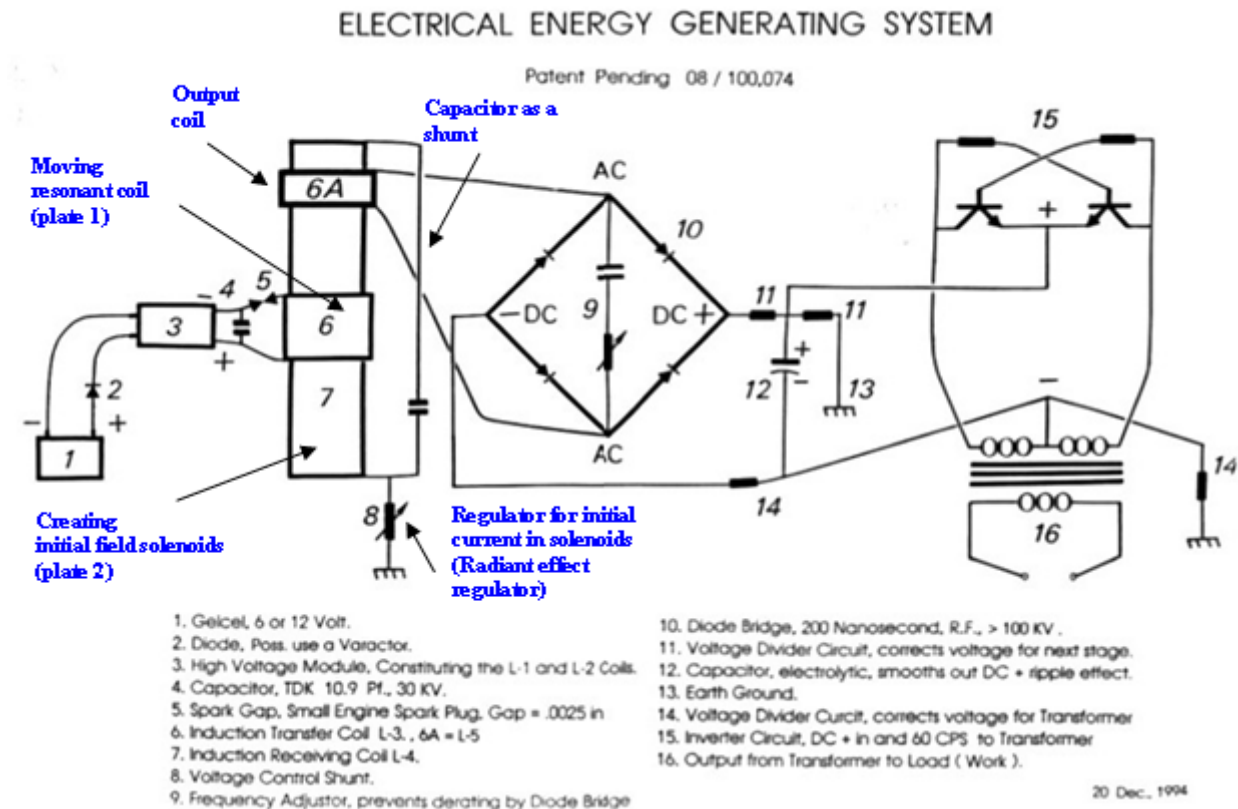 ELECTRICAL ENERGY GENERATING SYSTEM
Patent Pending 08 / 100,074
Output
coil
Capacitor as a
shunt
Moving
resonant coil
(plate 1)
15
6A
AC
10
+
- 4 5
3
6
- DC
9
DC +
11
11
+
2
7
+
12
-
13
-
- +
1
AC
14
14
8
16
Creating
initial field solenoids
(plate 2)
Regulator for initial
current in solenoids
(Radiant effect
regulator)
1. Gelcel, 6 or 12 Volt.
2. Diode, Poss. use a Varactor.
3. High Voltage Module, Constituting the L-1 and L-2 Coils.
4. Capacitor, TDK 10.9 Pf., 30 KV.
5. Spark Gap, Small Engine Spark Plug, Gap = .0025 in
6. Induction Transfer Coil L-3., 6A = L-5
7. Induction Receiving Coil L-4.
8. Voltage Control Shunt.
9. Frequency Adjustor, prevents derating by Diode Bridge
10. Diode Bridge, 200 Nanosecond, R.F., > 100 KV.
11. Voltage Divider Circuit, corrects voltage for next stage.
12. Capacitor, electrolytic, smooths out DC + ripple effect.
13. Earth Ground.
14. Voltage Divider Curcit, corrects voltage for Transformer
15. Inverter Circuit, DC + in and 60 CPS to Transformer
16. Output from Transformer to Load ( Work ).
20 Dec., 1994